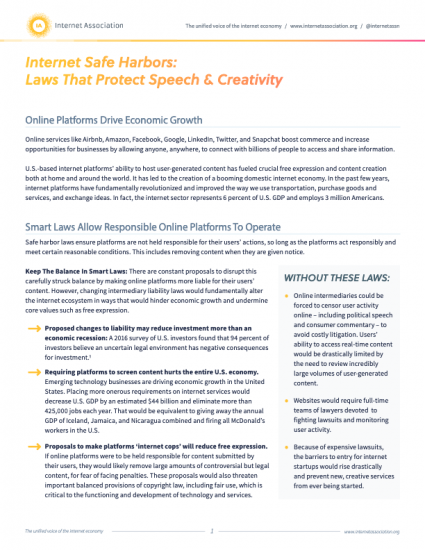 IA Internet Association
The unified voice of the internet economy / www.internetassociation.org / @internetassn
Internet Safe Harbors:
Laws That Protect Speech & Creativity
Online Platforms Drive Economic Growth
Online services like Airbnb, Amazon, Facebook, Google, LinkedIn, Twitter, and Snapchat boost commerce and increase
opportunities for businesses by allowing anyone, anywhere, to connect with billions of people to access and share information.
U.S.-based internet platforms' ability to host user-generated content has fueled crucial free expression and content creation
both at home and around the world. It has led to the creation of a booming domestic internet economy. In the past few years,
internet platforms have fundamentally revolutionized and improved the way we use transportation, purchase goods and
services, and exchange ideas. In fact, the internet sector represents 6 percent of U.S. GDP and employs 3 million Americans.
Smart Laws Allow Responsible Online Platforms To Operate
Safe harbor laws ensure platforms are not held responsible for their users' actions, so long as the platforms act responsibly and
meet certain reasonable conditions. This includes removing content when they are given notice.
Keep The Balance in Smart Laws: There are constant proposals to disrupt this
carefully struck balance by making online platforms more liable for their users'
content. However, changing intermediary liability laws would fundamentally alter
the internet ecosystem in ways that would hinder economic growth and undermine
core values such as free expression.
Proposed changes to liability may reduce investment more than an
economic recession: A 2016 survey of U.S. investors found that 94 percent of
investors believe an uncertain legal environment has negative consequences
for investment.1
Requiring platforms to screen content hurts the entire U.S. economy.
Emerging technology businesses are driving economic growth in the United
States. Placing more onerous requirements on internet services would
decrease U.S. GDP by an estimated $44 billion and eliminate more than
425,000 jobs each year. That would be equivalent to giving away the annual
GDP of Iceland, Jamaica, and Nicaragua combined and firing all McDonald's
workers in the U.S.
Proposals to make platforms 'internet cops' will reduce free expression.
If online platforms were to be held responsible for content submitted by
their users, they would likely remove large amounts of controversial but legal
content, for fear of facing penalties. These proposals would also threaten
important balanced provisions of copyright law, including fair use, which is
critical to the functioning and development of technology and services.
WITHOUT THESE LAWS:
Online intermediaries could be
forced to censor user activity
online – including political speech
and consumer commentary – to
avoid costly litigation. Users'
ability to access real-time content
would be drastically limited by
the need to review incredibly
large volumes of user-generated
content.
Websites would require full-time
teams of lawyers devoted to
fighting lawsuits and monitoring
user activity.
Because of expensive lawsuits,
the barriers to entry for internet
startups would rise drastically
and prevent new, creative services
from ever being started.
The unified voice of the internet economy
1
www.internetassociation.org